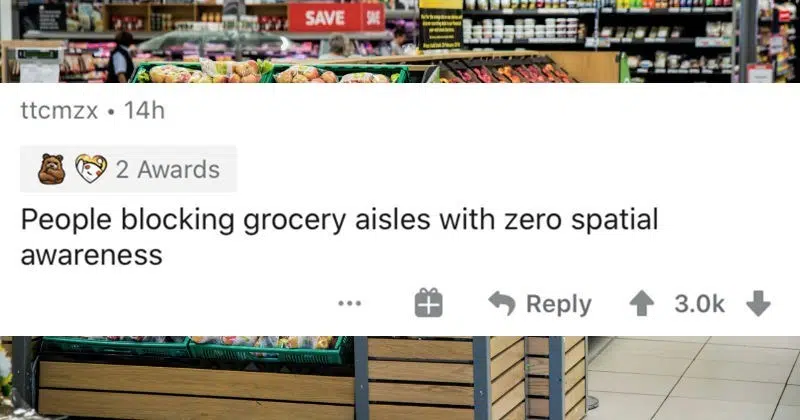 SAVE
SAVE
ttcmzx • 14h
2 Awards
People blocking grocery aisles with zero spatial
awareness
Reply
3.0k